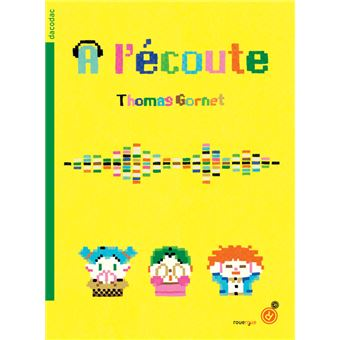 dacodac
A l'écoute
Thomas Gornet
rouergue